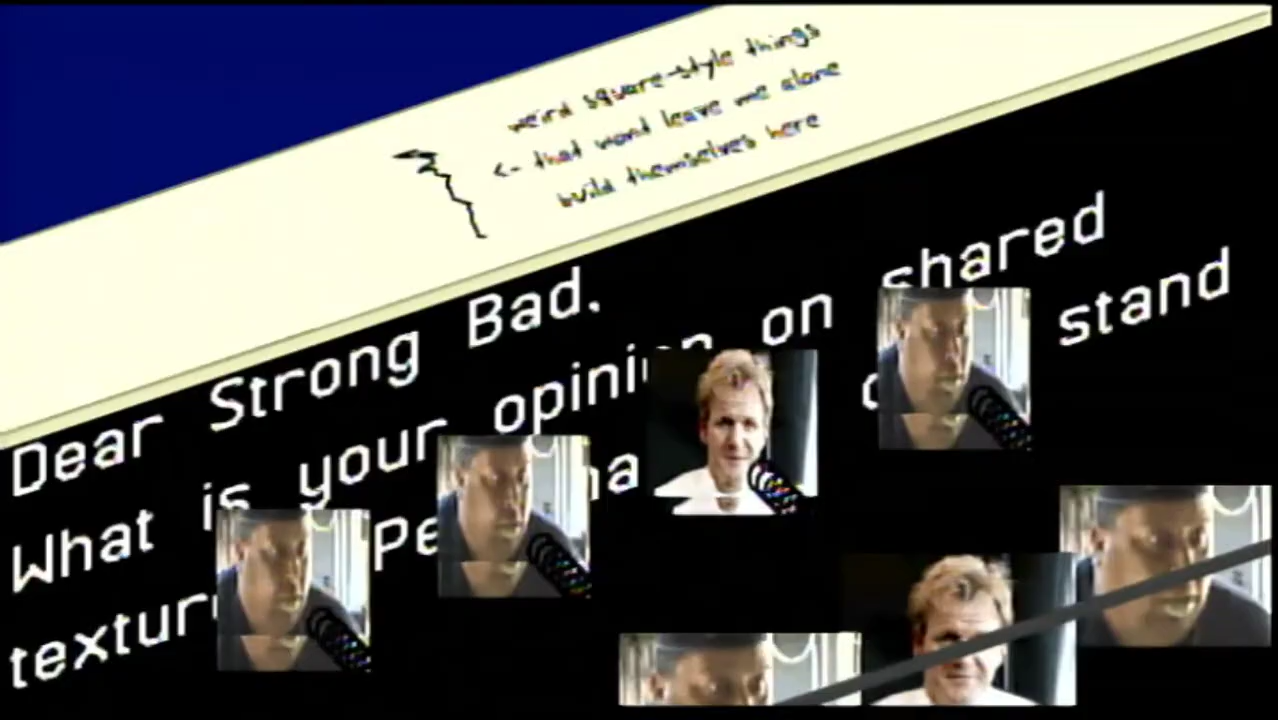 weird square-style things
<- that wont leave me alone
build themselves here
Dear Strong Bad.
What is your opinion on shared
stand